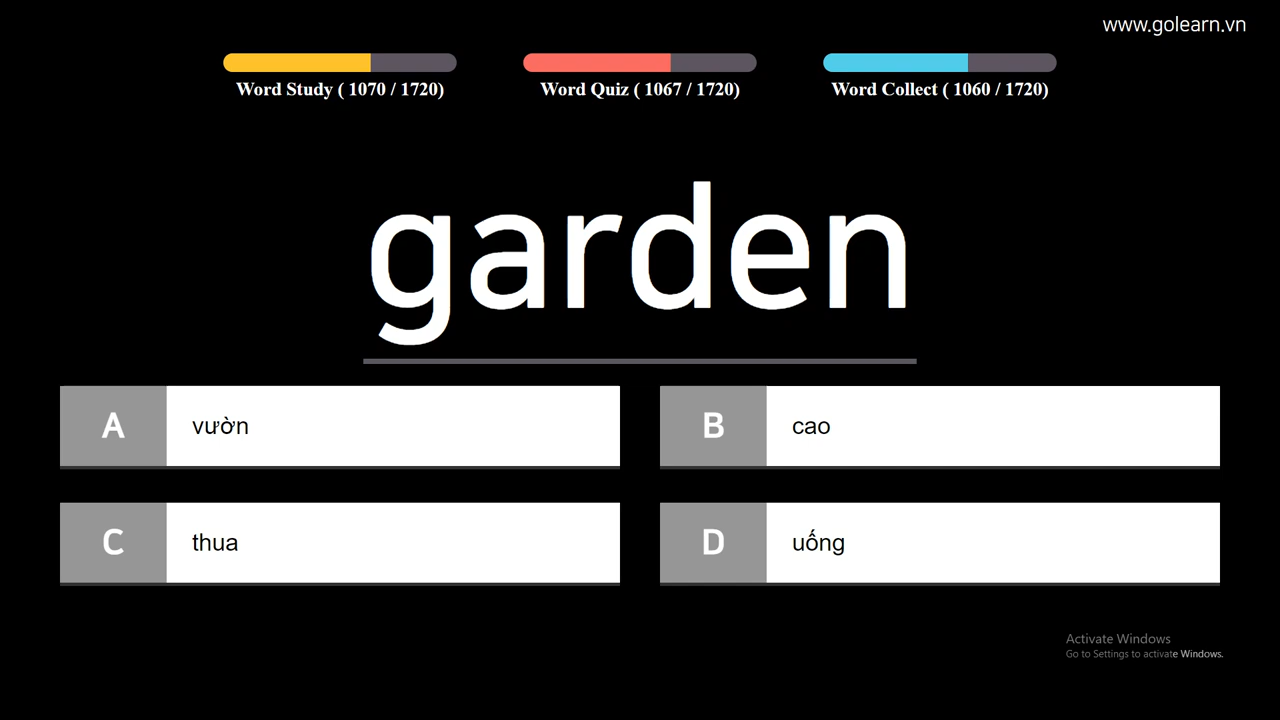 www.golearn.vn
Word Study ( 1070 / 1720)
Word Quiz ( 1067 / 1720)
Word Collect ( 1060 / 1720)
garden
A vườn
B cao
C thua
D uống
Activate Windows
Go to Settings to activate Windows.